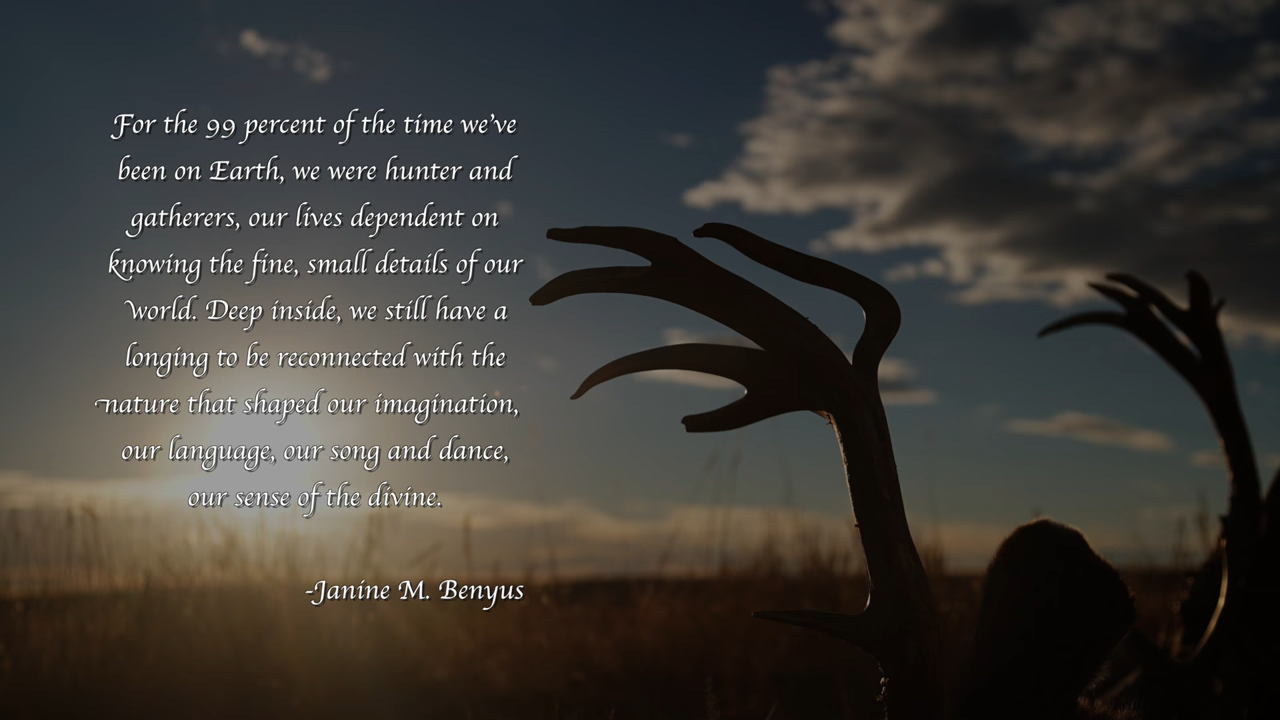 For the 99 percent of the time we've
been on Earth, we were hunter and
gatherers, our lives dependent on
knowing the fine, small details of our
world. Deep inside, we still have a
longing to be reconnected with the
nature that shaped our imagination,
our language, our song and dance,
our sense of the divine.
-Janine M. Benyus